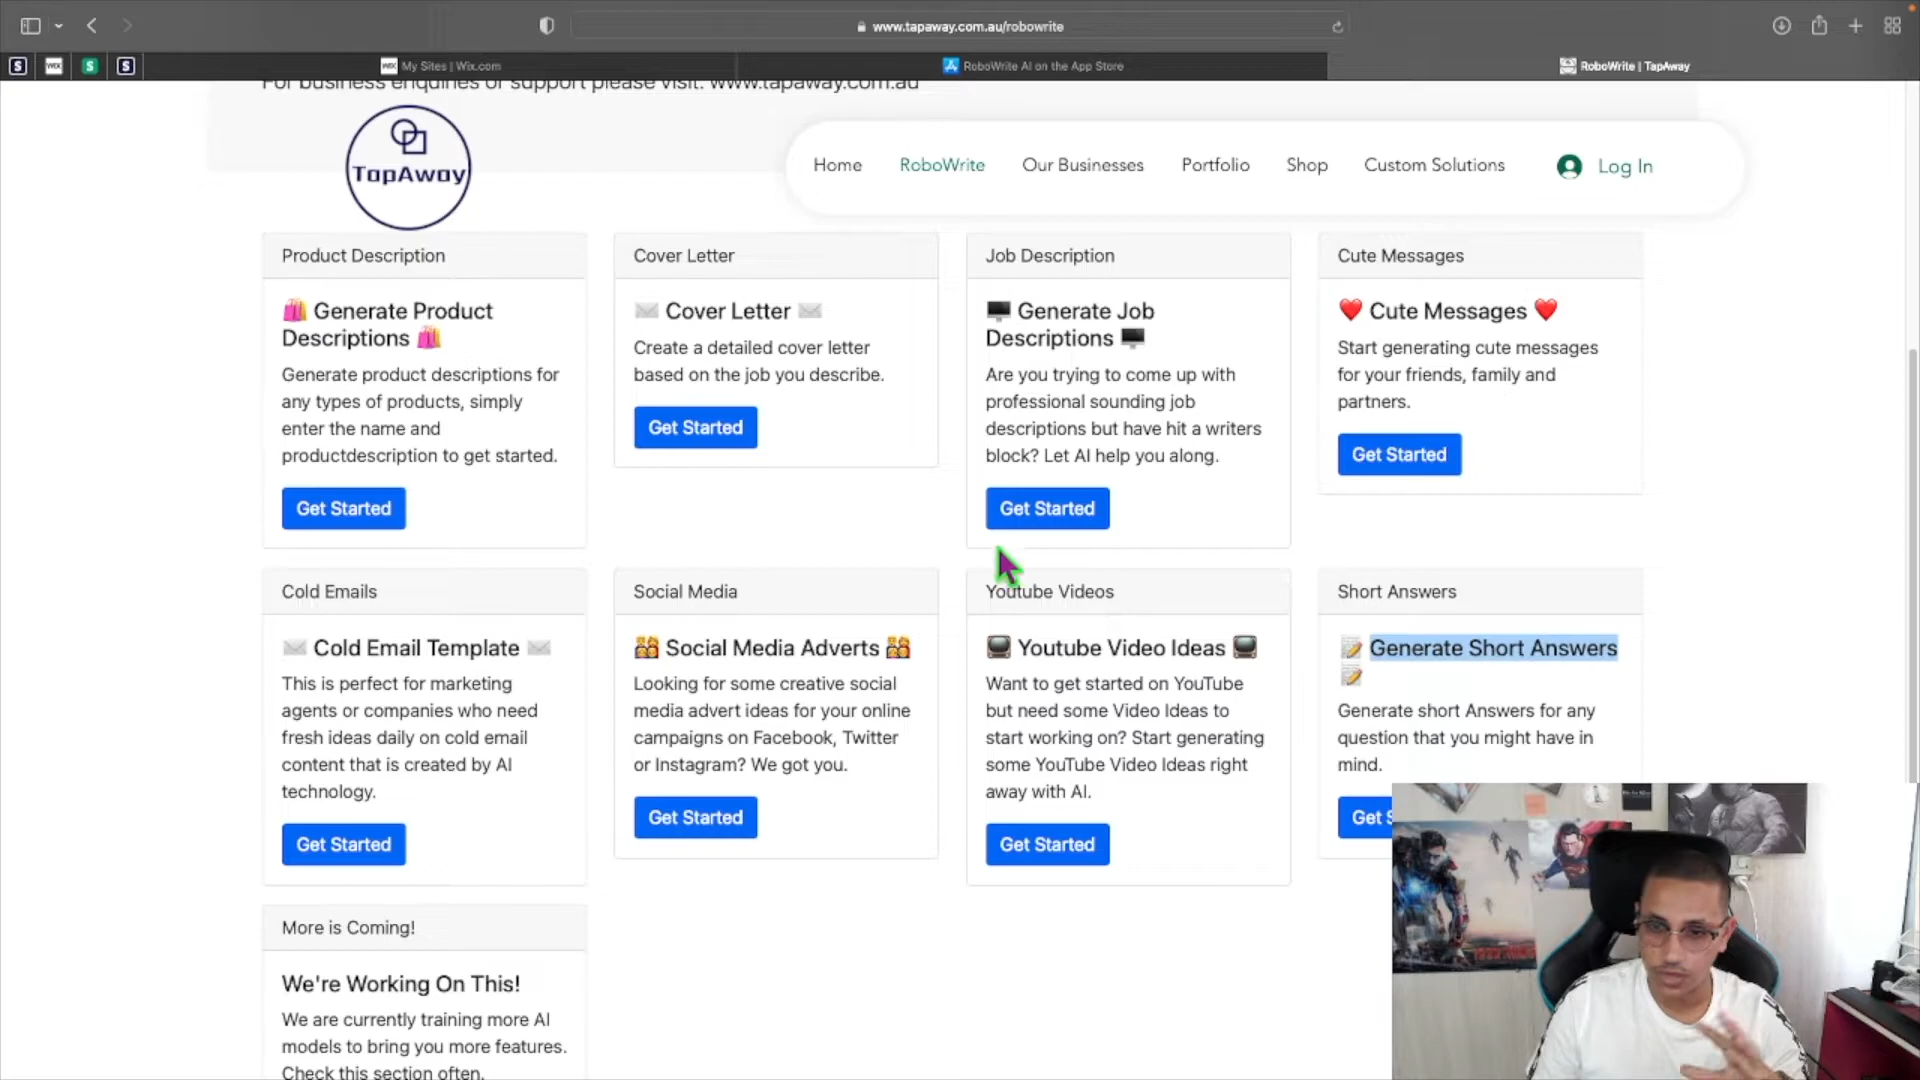 www.tapaway.com.au/robowrite
My Sites | Wix.com
RoboWrite AI on the App Store
RoboWrite | TapAway
For business enquiries or support please visit: www.tapaway.com.au
TapAway
Home
RoboWrite
Our Businesses
Portfolio
Shop
Custom Solutions
Log In
Product Description
Generate Product
Descriptions
Generate product descriptions for
any types of products, simply
enter the name and
productdescription to get started.
Get Started
Cover Letter
Cover Letter
Create a detailed cover letter
based on the job you describe.
Get Started
Job Description
Generate Job
Descriptions
Are you trying to come up with
professional sounding job
descriptions but have hit a writers
block? Let AI help you along.
Get Started
Cute Messages
Cute Messages
Start generating cute messages
for your friends, family and
partners.
Get Started
Cold Emails
Cold Email Template
This is perfect for marketing
agents or companies who need
fresh ideas daily on cold email
content that is created by AI
technology.
Get Started
Social Media
Social Media Adverts
Looking for some creative social
media advert ideas for your online
campaigns on Facebook, Twitter
or Instagram? We got you.
Get Started
Youtube Videos
Youtube Video Ideas
Want to get started on YouTube
but need some Video Ideas to
start working on? Start generating
some YouTube Video Ideas right
away with AI.
Get Started
Short Answers
Generate Short Answers
Generate short Answers for any
question that you might have in
mind.
Get S
More is Coming!
We're Working On This!
We are currently training more AI
models to bring you more features.
Check this section often.